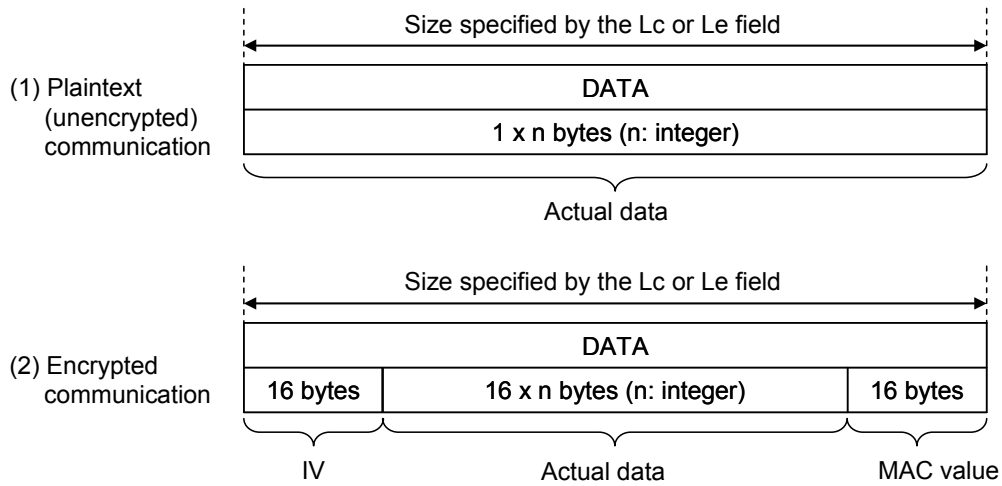 Size specified by the Lc or Le field
(1) Plaintext
(unencrypted)
communication
DATA
1 x n bytes (n: integer)
Actual data
Size specified by the Lc or Le field
(2) Encrypted
communication
DATA
16 bytes
16 x n bytes (n: integer)
16 bytes
IV
Actual data
MAC value